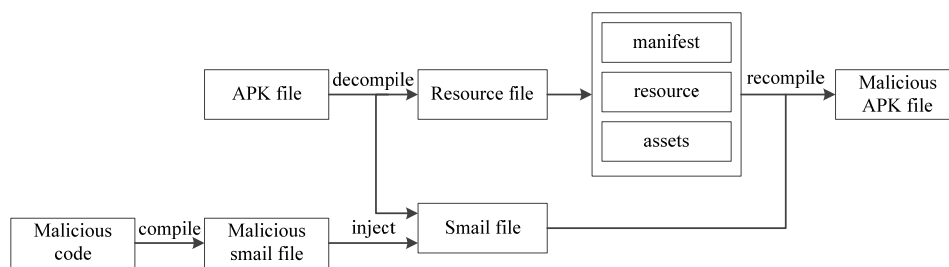 manifest
APK file
decompile
Resource file
resource
recompile
Malicious
APK file
assets
Malicious
code
compile
Malicious
smail file
inject
Smail file